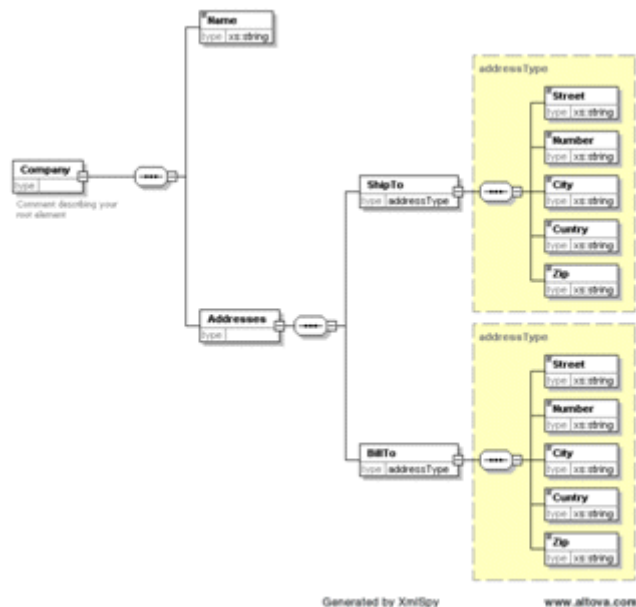 Name
type xs:string
addressType
Street
type xs:string
Number
type xs:string
Company
type
Comment describing your
root element
ShipTo
type addressType
City
type xs:string
Cuntry
type xs:string
Zip
type xs:string
Addresses
type
addressType
Street
type xs:string
Number
type xs:string
BillTo
type addressType
City
type xs:string
Cuntry
type xs:string
Zip
type xs:string
Generated by XmlSpy
www.altova.com